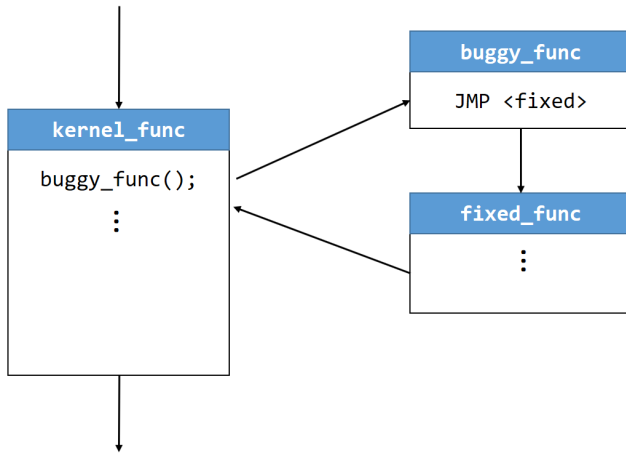 kernel_func
buggy_func();
⋮
buggy_func
JMP <fixed>
fixed_func
⋮